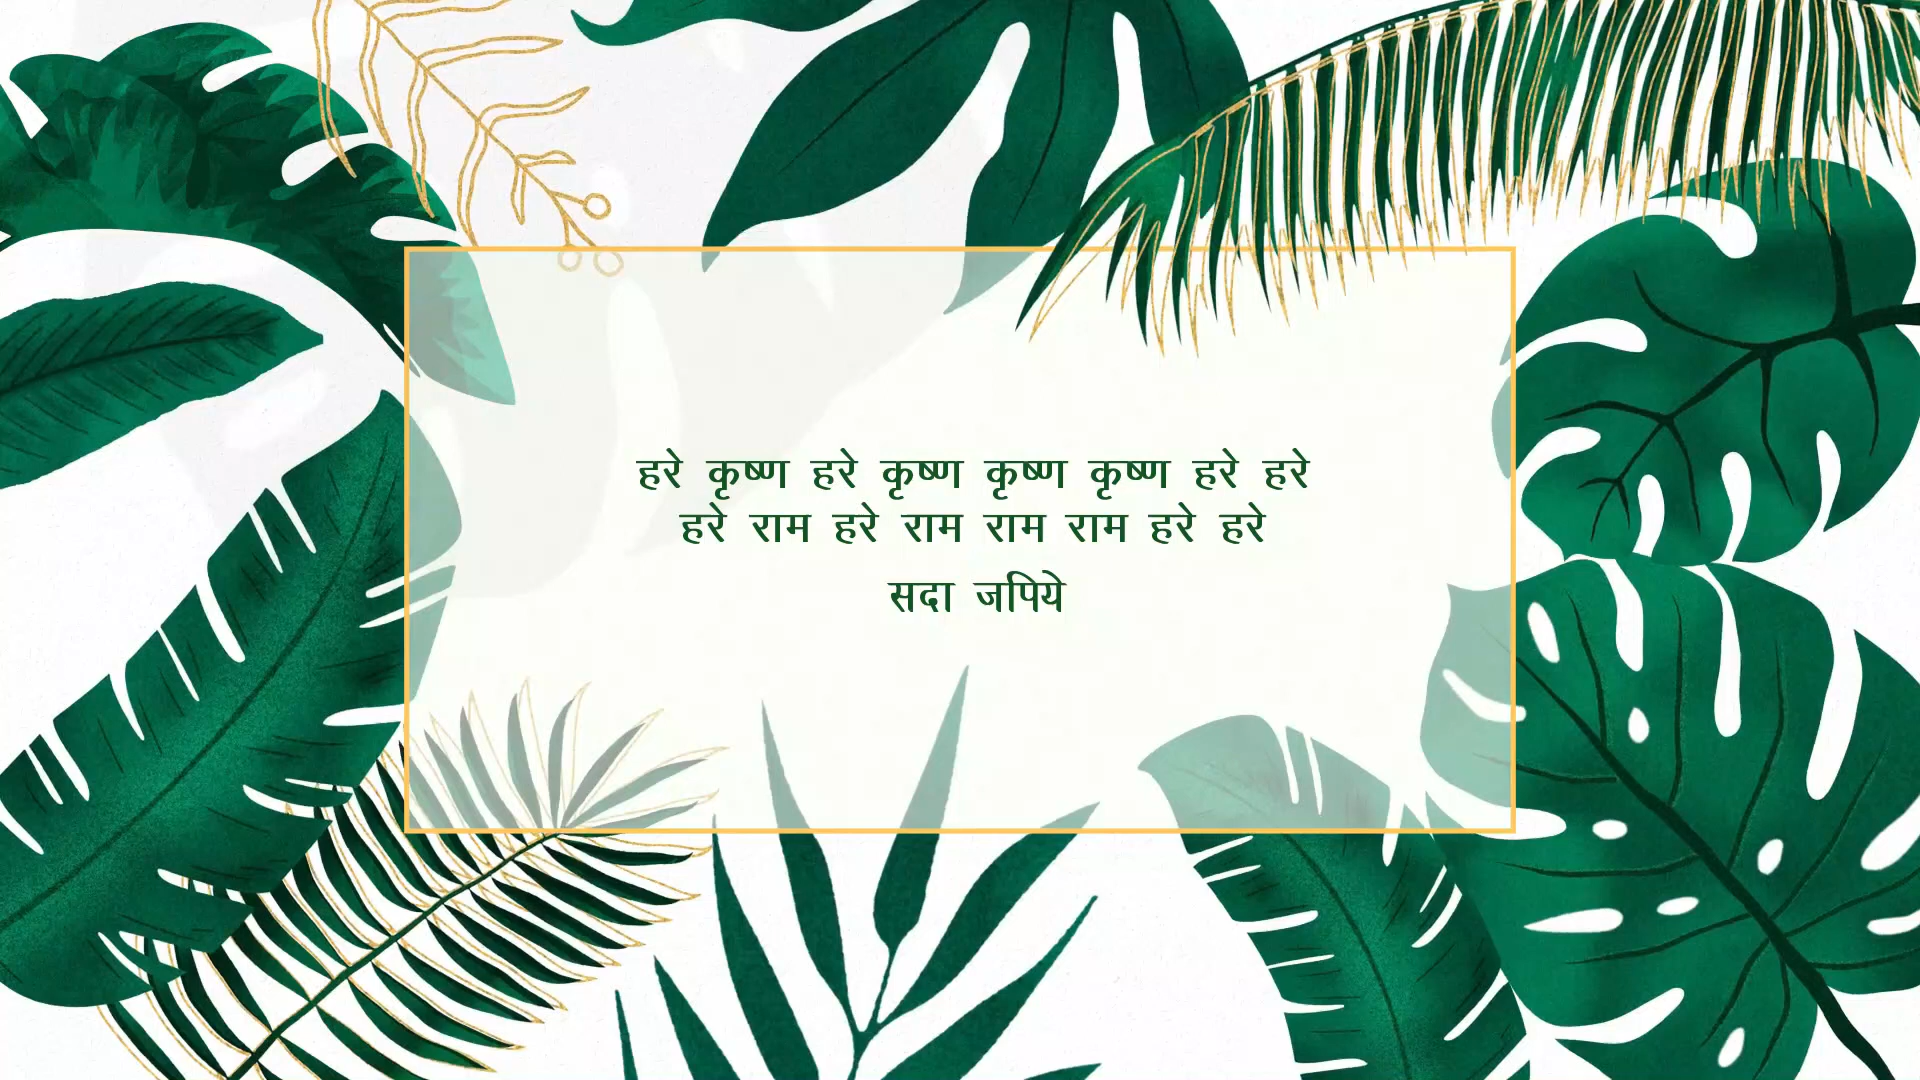 हरे कृष्ण हरे कृष्ण कृष्ण कृष्ण हरे हरे
हरे राम हरे राम राम राम हरे हरे
सदा जपिये